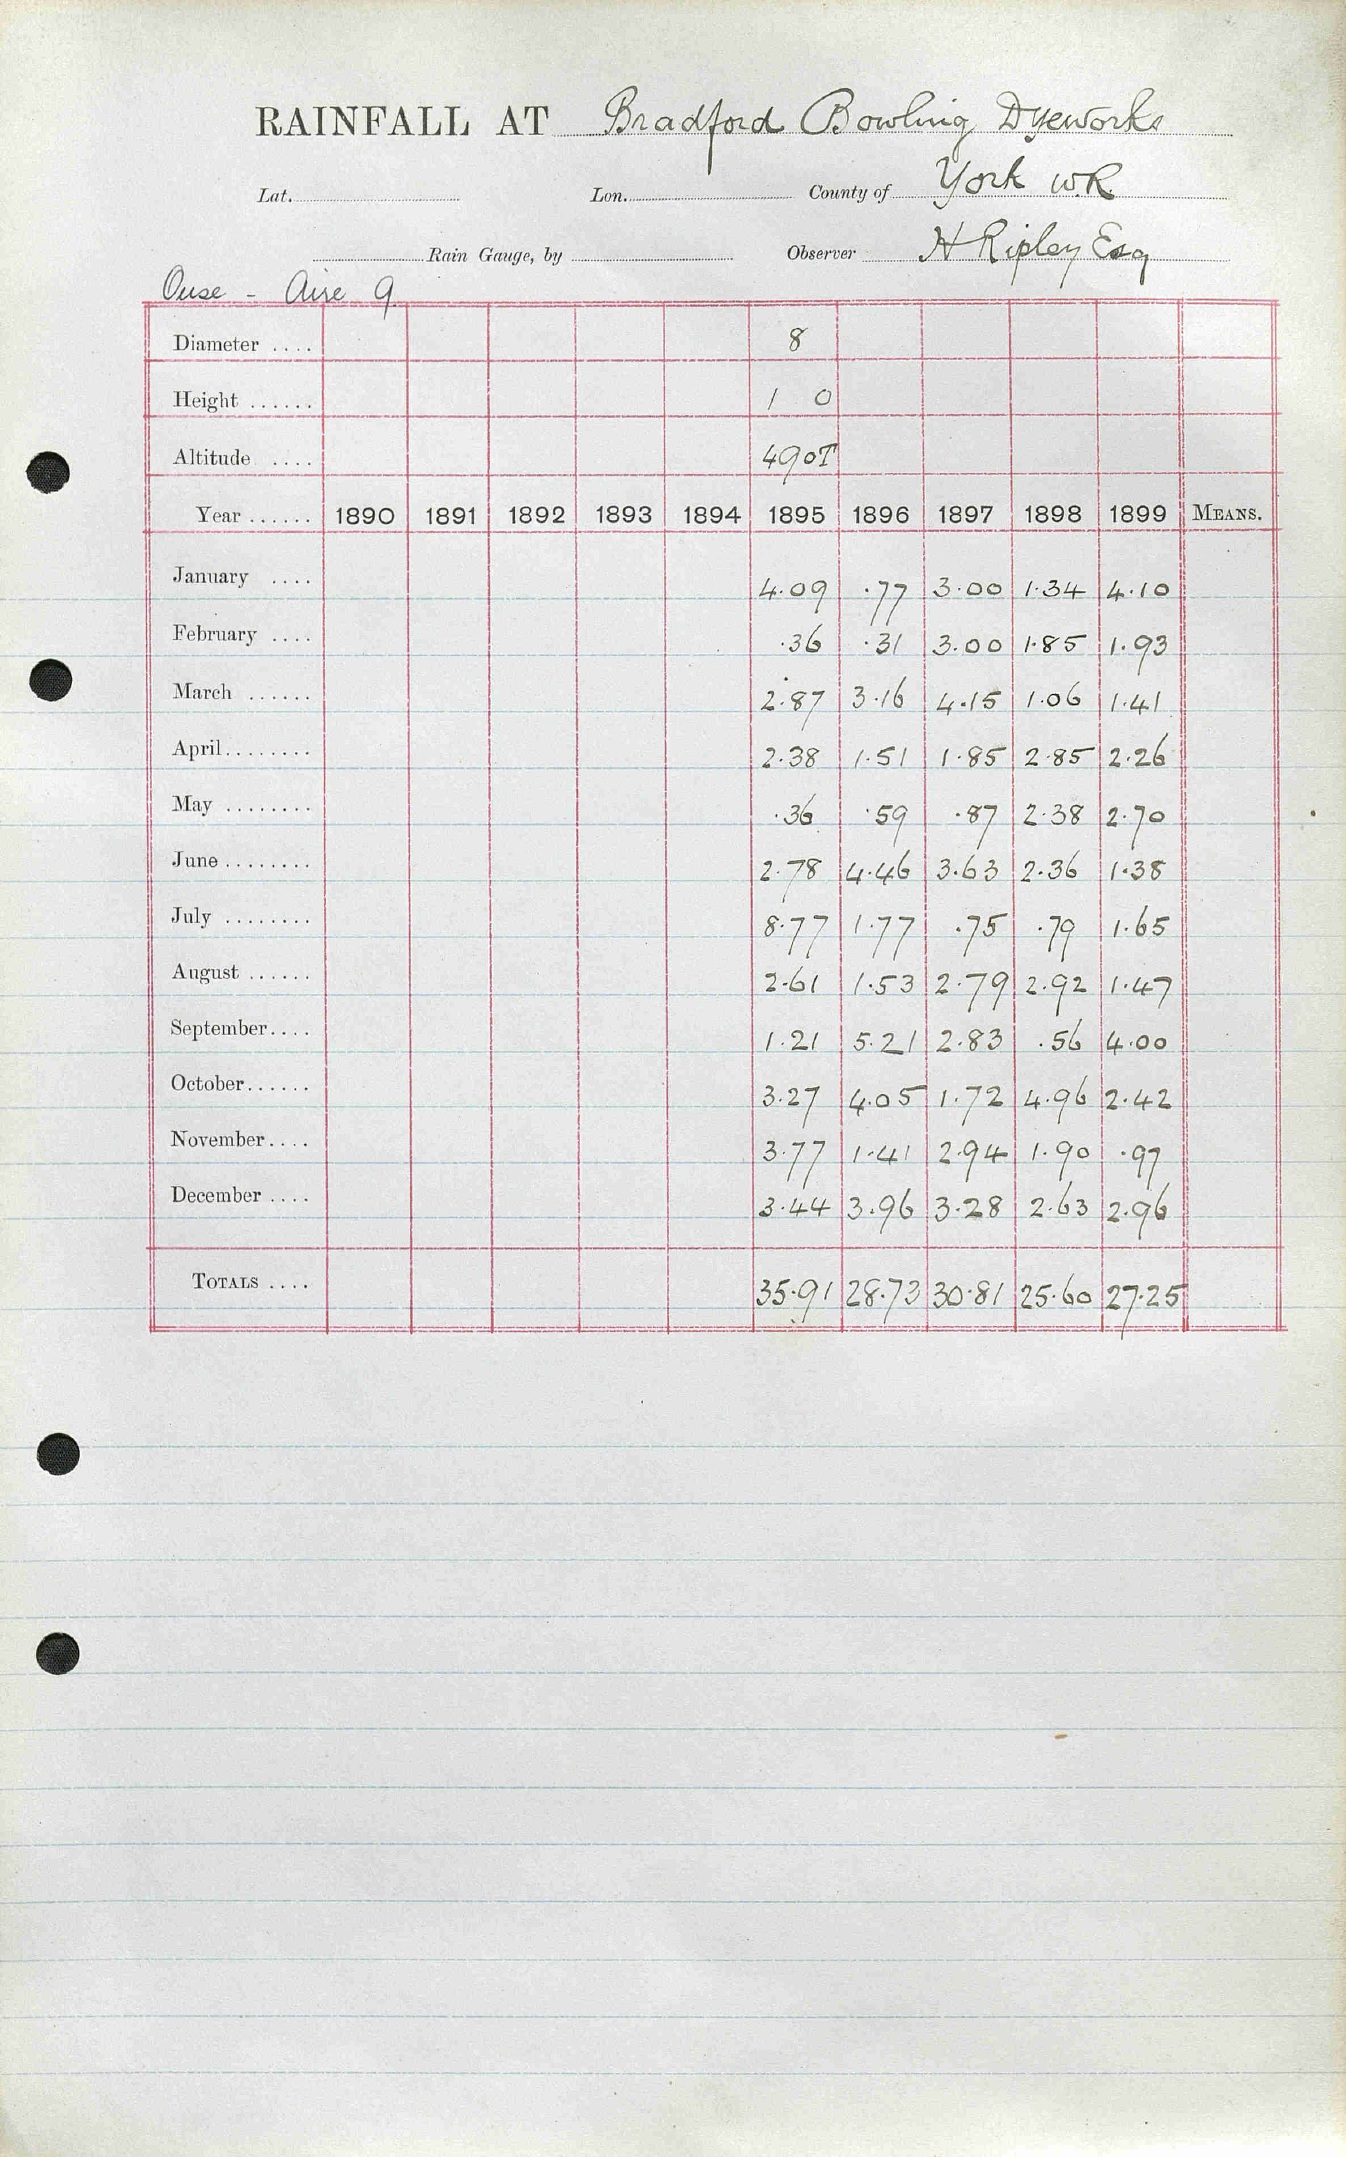 RAINFALL AT Bradford Bowling Dyeworks
Lat. Lon. County of York W.R.
Rain Gauge, by Observer H Ripley Esq
Ouse - Aire 9
Diameter .... 8
Height ...... 1 0
Altitude .... 490T
Year ...... 1890 1891 1892 1893 1894 1895 1896 1897 1898 1899 MEANS.
January .... 4.09 .77 3.00 1.34 4.10
February .... .36 .31 3.00 1.85 1.93
March ...... 2.87 3.16 4.15 1.06 1.41
April ........ 2.38 1.51 1.85 2.85 2.26
May ........ .36 .59 .87 2.38 2.70
June ........ 2.78 4.46 3.63 2.36 1.38
July ........ 8.77 1.77 .75 .79 1.65
August ...... 2.61 1.53 2.79 2.92 1.47
September.... 1.21 5.21 2.83 .56 4.00
October...... 3.27 4.05 1.72 4.96 2.42
November.... 3.77 1.41 2.94 1.90 .97
December .... 3.44 3.96 3.28 2.63 2.96
TOTALS .... 35.91 28.73 30.81 25.60 27.25